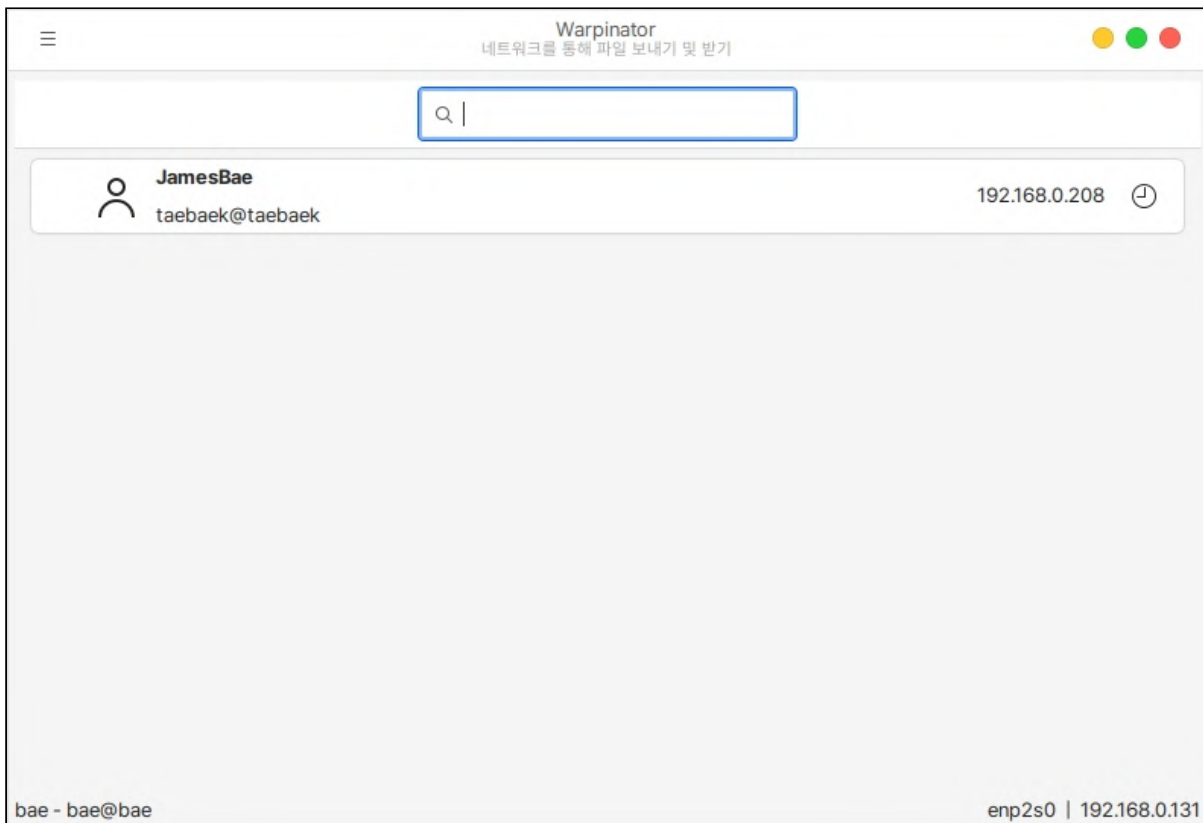 Warpinator
네트워크를 통해 파일 보내기 및 받기
JamesBae
taebaek@taebaek
192.168.0.208
bae - bae@bae
enp2s0 | 192.168.0.131